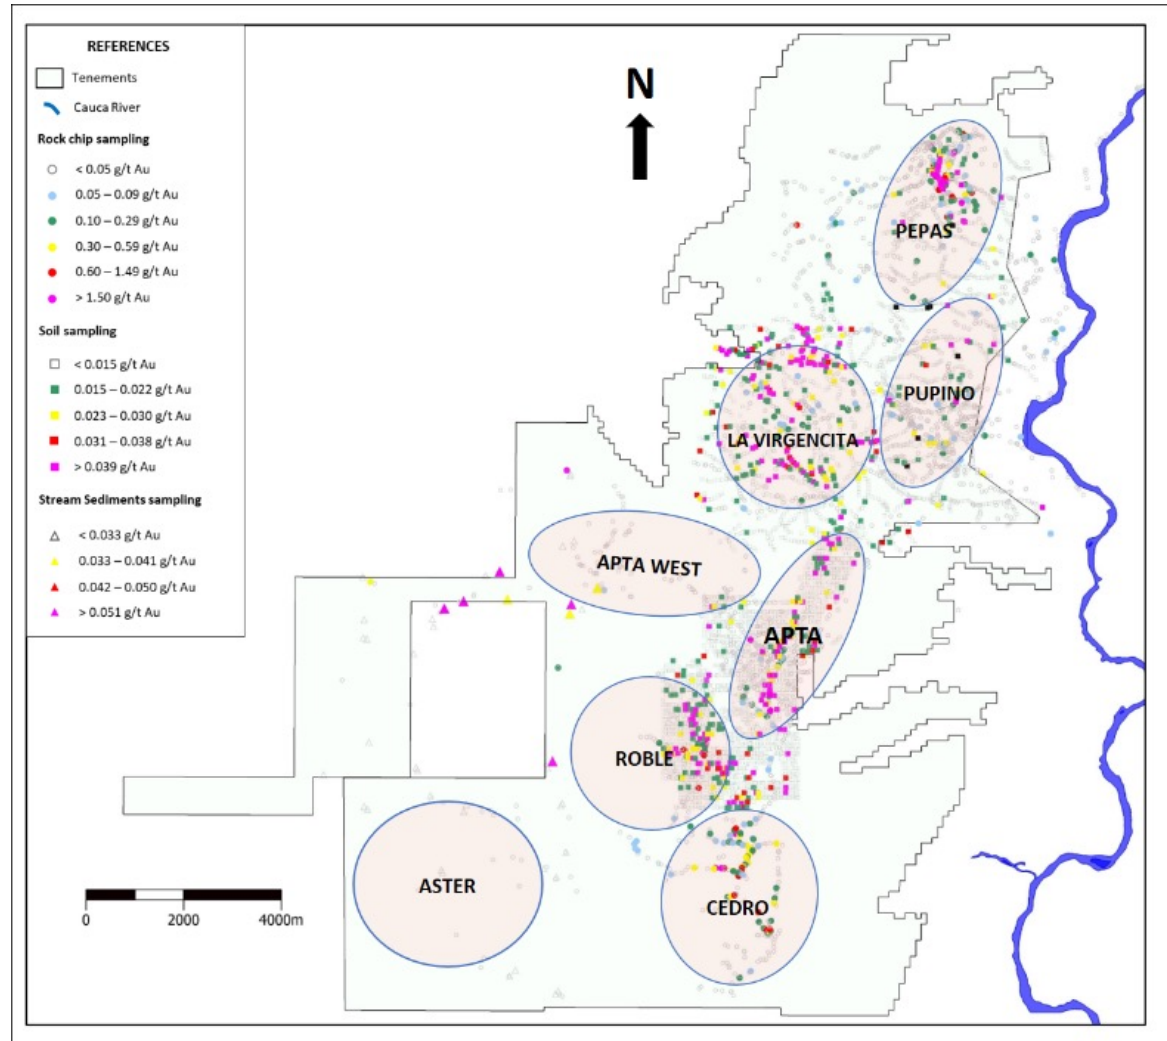 REFERENCES
Tenements
Cauca River
Rock chip sampling
< 0.05 g/t Au
0.05 – 0.09 g/t Au
0.10 – 0.29 g/t Au
0.30 – 0.59 g/t Au
0.60 – 1.49 g/t Au
> 1.50 g/t Au
Soil sampling
< 0.015 g/t Au
0.015 – 0.022 g/t Au
0.023 – 0.030 g/t Au
0.031 – 0.038 g/t Au
> 0.039 g/t Au
Stream Sediments sampling
< 0.033 g/t Au
0.033 – 0.041 g/t Au
0.042 – 0.050 g/t Au
> 0.051 g/t Au
N
PEPAS
PUPINO
LA VIRGENCITA
APTA WEST
APTA
ROBLE
ASTER
CEDRO
0 2000 4000m